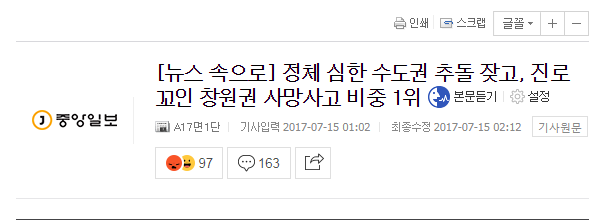 인쇄 스크랩 글꼴 + −
[뉴스 속으로] 정체 심한 수도권 추돌 잦고, 진로
꼬인 창원권 사망사고 비중 1위 본문듣기 설정
J 중앙일보
A17면1단 기사입력 2017-07-15 01:02 최종수정 2017-07-15 02:12 기사원문
97 163